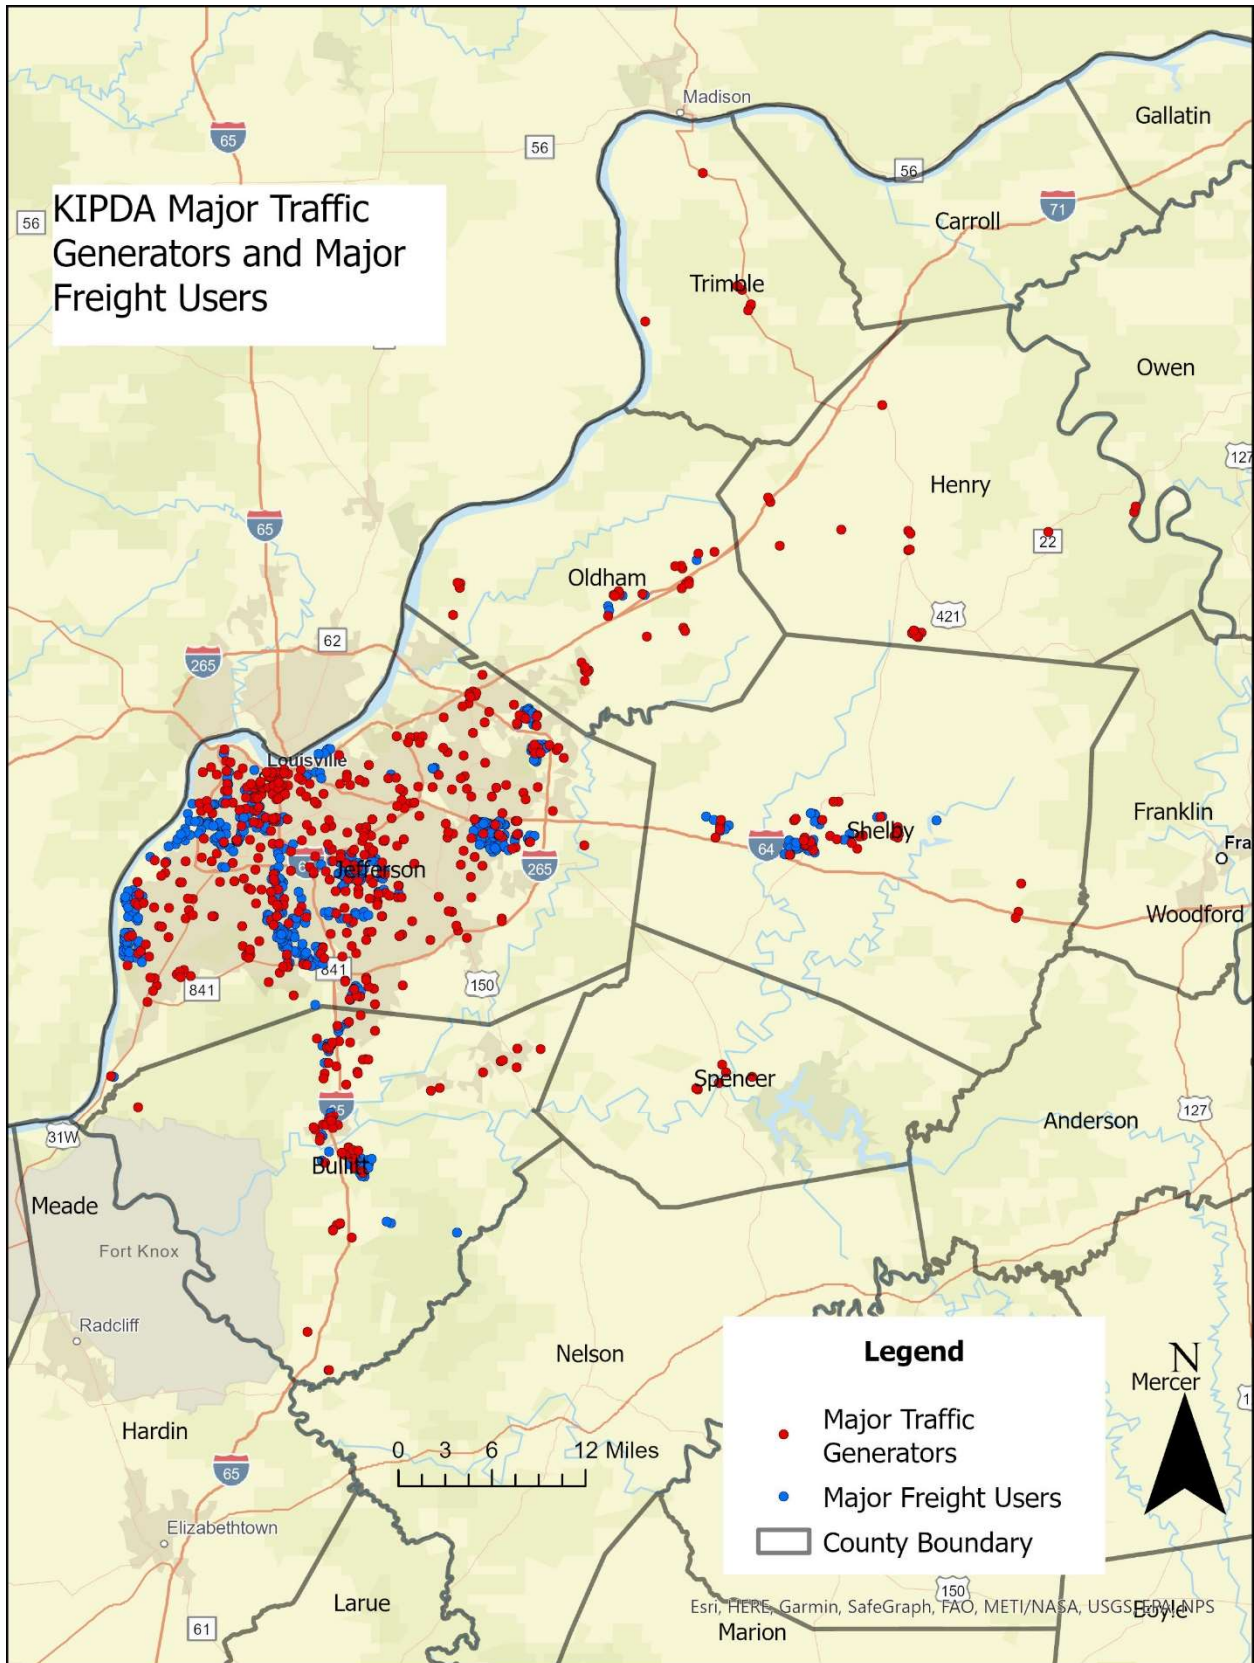 Madison
Gallatin
56
65
56
56
71
KIPDA Major Traffic
Generators and Major
Freight Users
Carroll
Trimble
Owen
127
Henry
65
22
Oldham
421
62
265
Louisville
Franklin
Shelby
64
Jefferson
265
Woodford
841
150
841
Spencer
Anderson
127
31W
Bullitt
Meade
Fort Knox
Radcliff
Nelson
Legend
N
Mercer
Major Traffic
Generators
Hardin
0 3 6 12 Miles
65
Major Freight Users
Elizabethtown
County Boundary
150
Larue
Esri, HERE, Garmin, SafeGraph, FAO, METI/NASA, USGS, EPA, NPS
Boyle
61
Marion